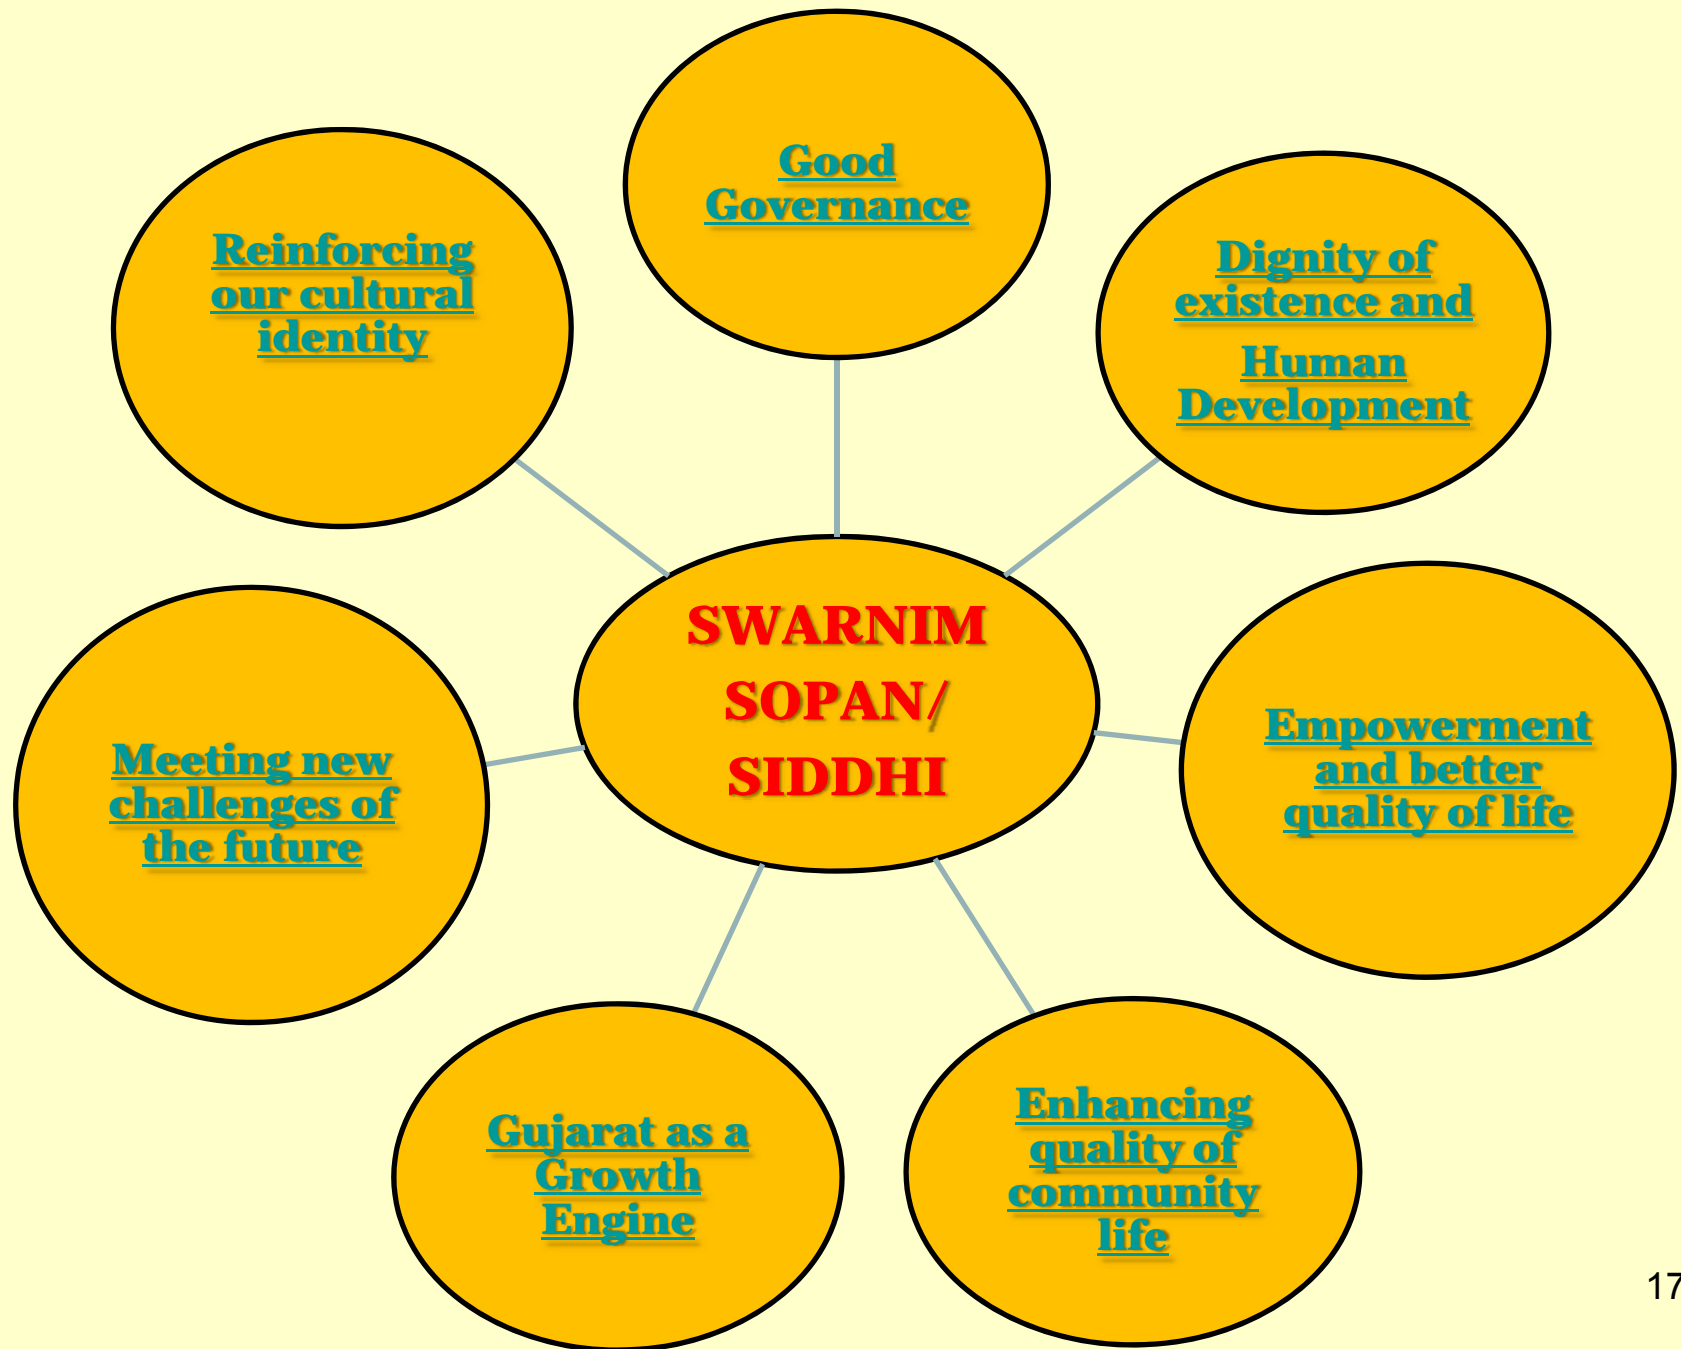 Good
Governance
Reinforcing
our cultural
identity
Dignity of
existence and
Human
Development
SWARNIM
SOPAN/
SIDDHI
Meeting new
challenges of
the future
Empowerment
and better
quality of life
Gujarat as a
Growth
Engine
Enhancing
quality of
community
life
17